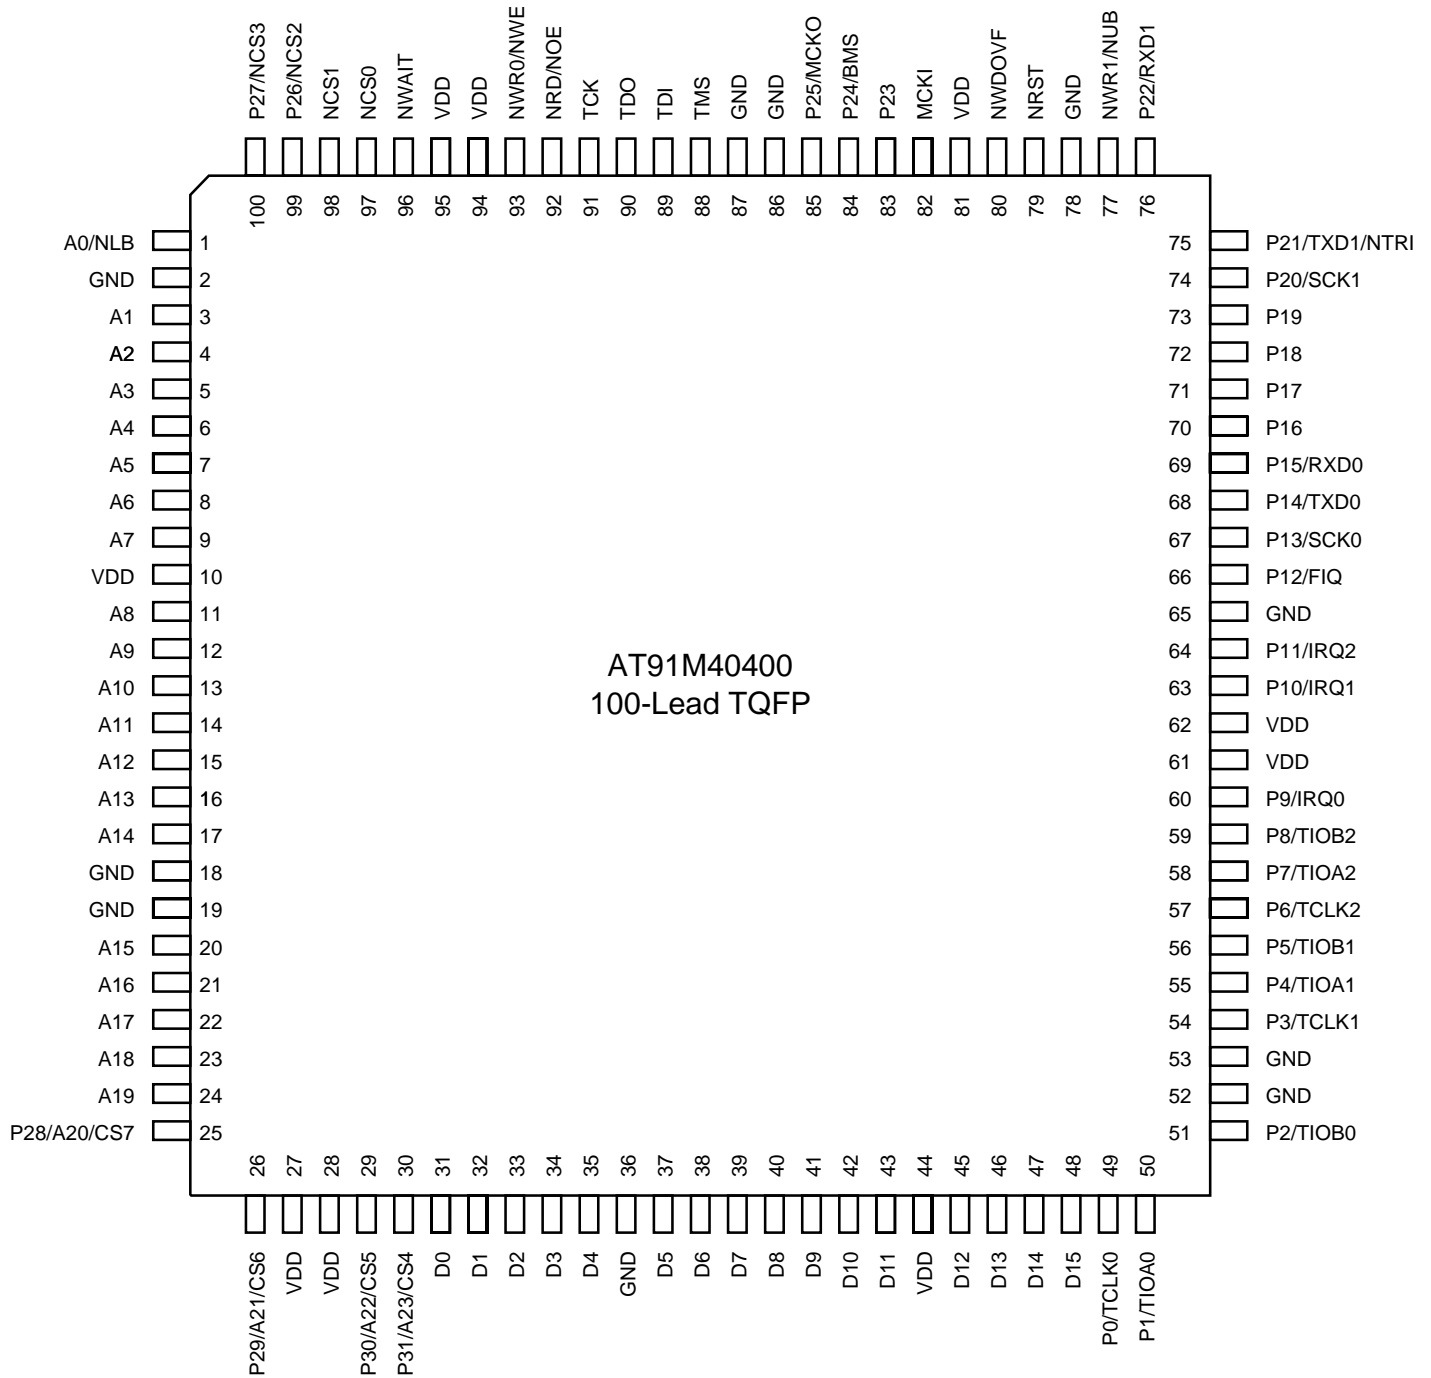 P27/NCS3
P26/NCS2
NCS1
NCS0
NWAIT
VDD
VDD
NWR0/NWE
NRD/NOE
TCK
TDO
TDI
TMS
GND
GND
P25/MCKO
P24/BMS
P23
MCKI
VDD
NWDOVF
NRST
GND
NWR1/NUB
P22/RXD1
100
99
98
97
96
95
94
93
92
91
90
89
88
87
86
85
84
83
82
81
80
79
78
77
76
A0/NLB 1
GND 2
A1 3
A2 4
A3 5
A4 6
A5 7
A6 8
A7 9
VDD 10
A8 11
A9 12
A10 13
A11 14
A12 15
A13 16
A14 17
GND 18
GND 19
A15 20
A16 21
A17 22
A18 23
A19 24
P28/A20/CS7 25
AT91M40400
100-Lead TQFP
75 P21/TXD1/NTRI
74 P20/SCK1
73 P19
72 P18
71 P17
70 P16
69 P15/RXD0
68 P14/TXD0
67 P13/SCK0
66 P12/FIQ
65 GND
64 P11/IRQ2
63 P10/IRQ1
62 VDD
61 VDD
60 P9/IRQ0
59 P8/TIOB2
58 P7/TIOA2
57 P6/TCLK2
56 P5/TIOB1
55 P4/TIOA1
54 P3/TCLK1
53 GND
52 GND
51 P2/TIOB0
26
27
28
29
30
31
32
33
34
35
36
37
38
39
40
41
42
43
44
45
46
47
48
49
50
P29/A21/CS6
VDD
VDD
P30/A22/CS5
P31/A23/CS4
D0
D1
D2
D3
D4
GND
D5
D6
D7
D8
D9
D10
D11
VDD
D12
D13
D14
D15
P0/TCLK0
P1/TIOA0